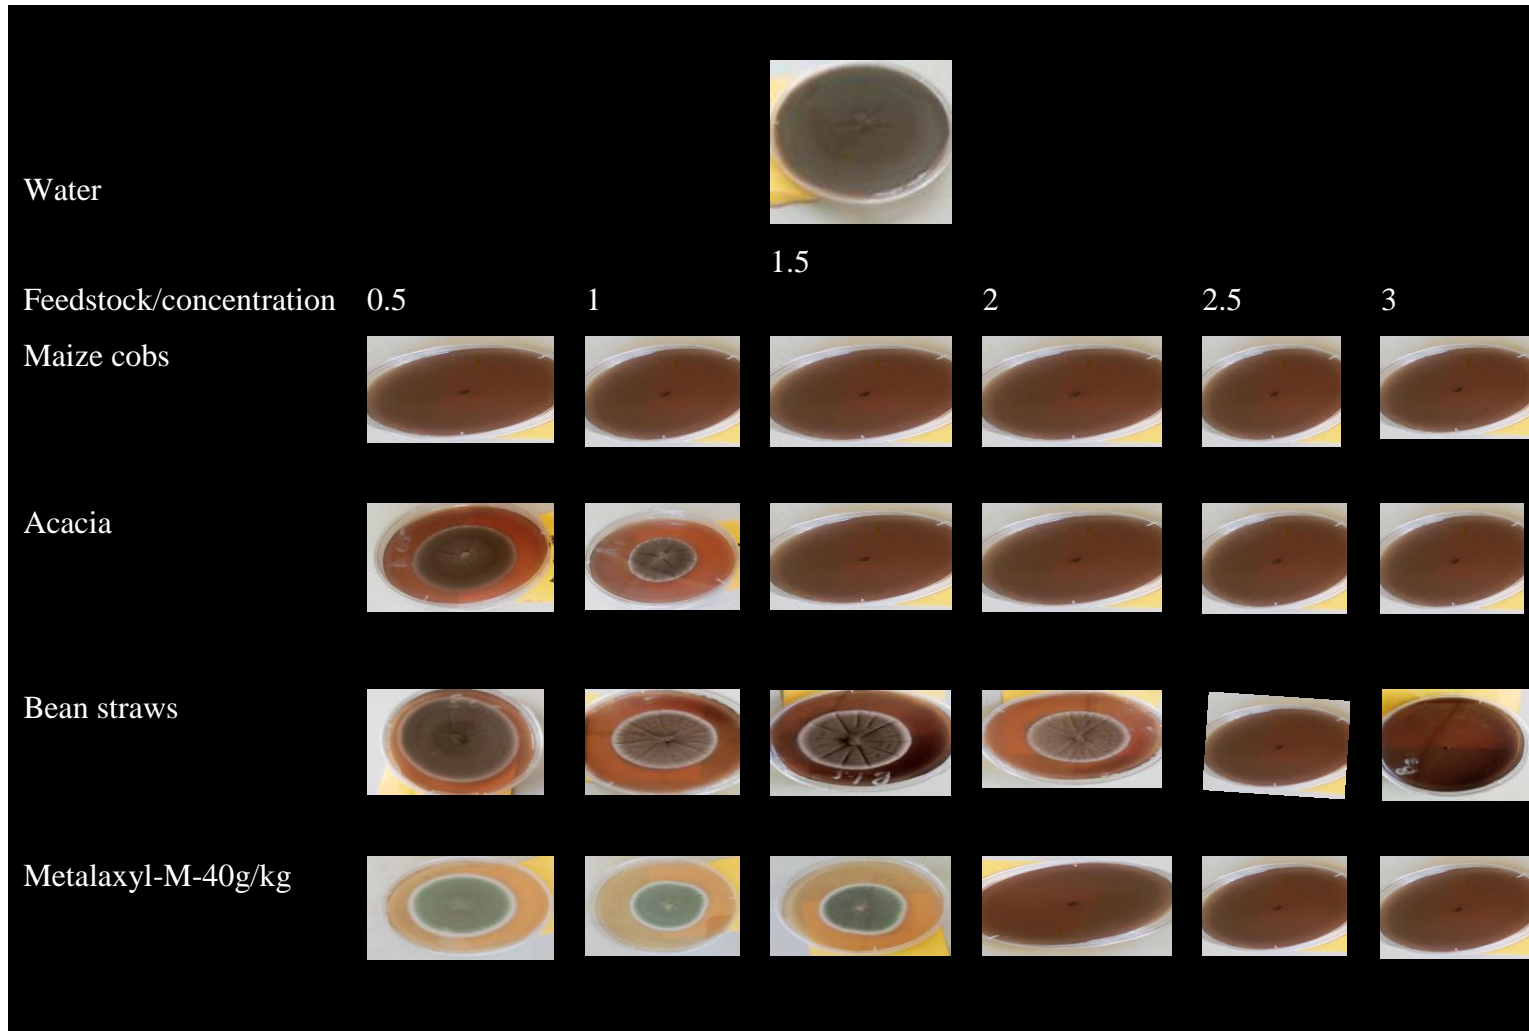 Water
1.5
Feedstock/concentration 0.5 1 2 2.5 3
Maize cobs
Acacia
Bean straws
Metalaxyl-M-40g/kg